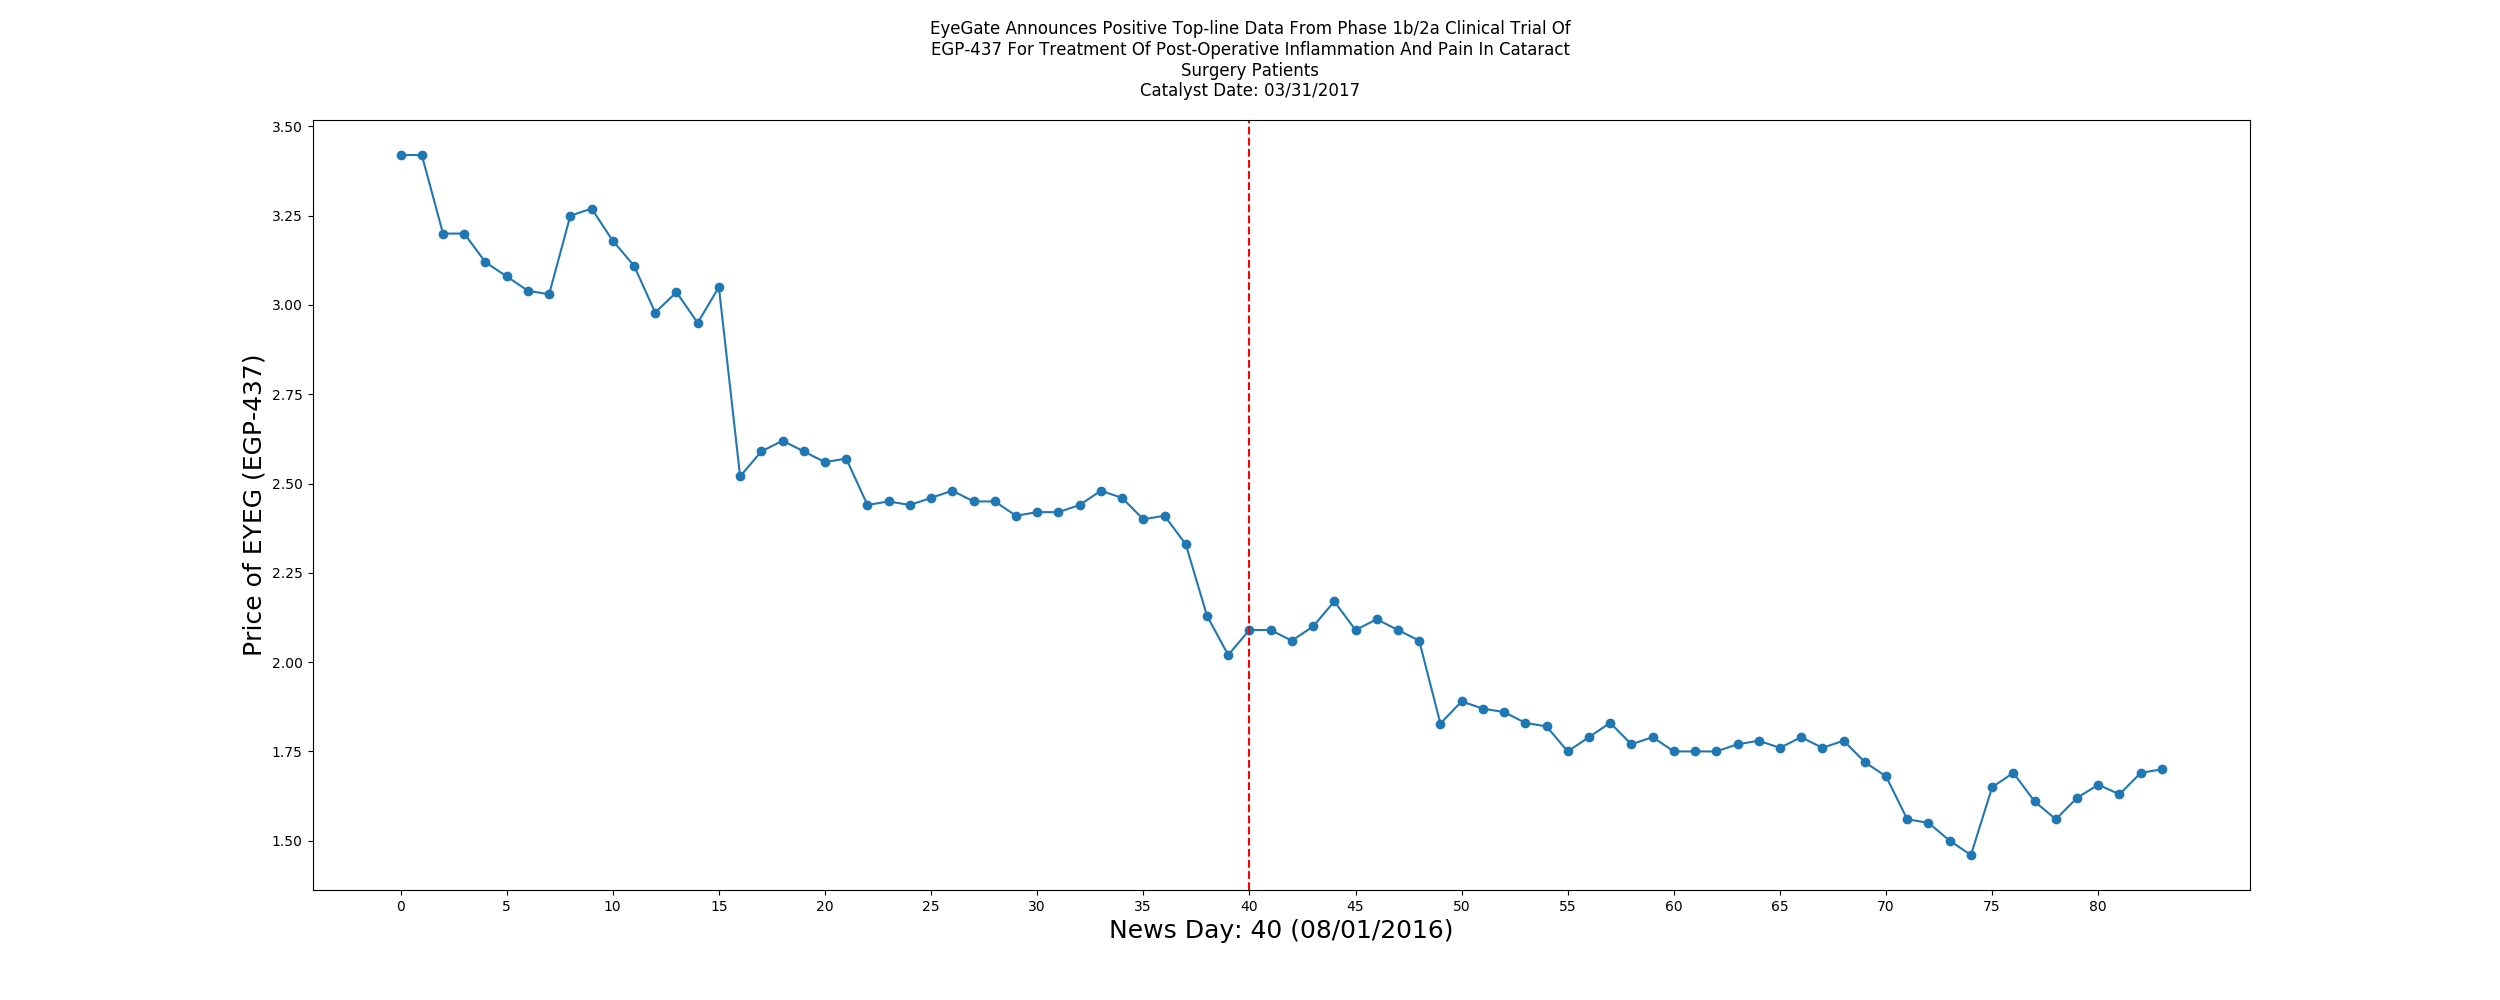 EyeGate Announces Positive Top-line Data From Phase 1b/2a Clinical Trial Of
EGP-437 For Treatment Of Post-Operative Inflammation And Pain In Cataract
Surgery Patients
Catalyst Date: 03/31/2017
3.50
3.25
3.00
2.75
2.50
2.25
2.00
1.75
1.50
Price of EYEG (EGP-437)
0 5 10 15 20 25 30 35 40 45 50 55 60 65 70 75 80
News Day: 40 (08/01/2016)